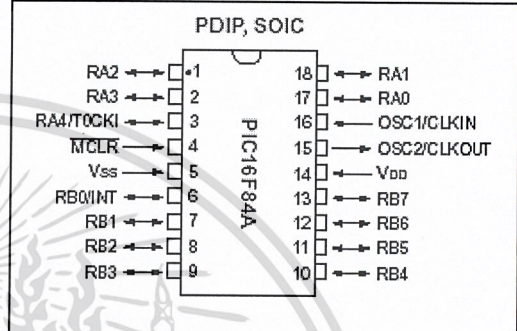 PDIP, SOIC
RA2 1 18 RA1
RA3 2 17 RA0
RA4/T0CKI 3 16 OSC1/CLKIN
MCLR 4 15 OSC2/CLKOUT
Vss 5 14 VDD
RB0/INT 6 13 RB7
RB1 7 12 RB6
RB2 8 11 RB5
RB3 9 10 RB4
PIC16F84A